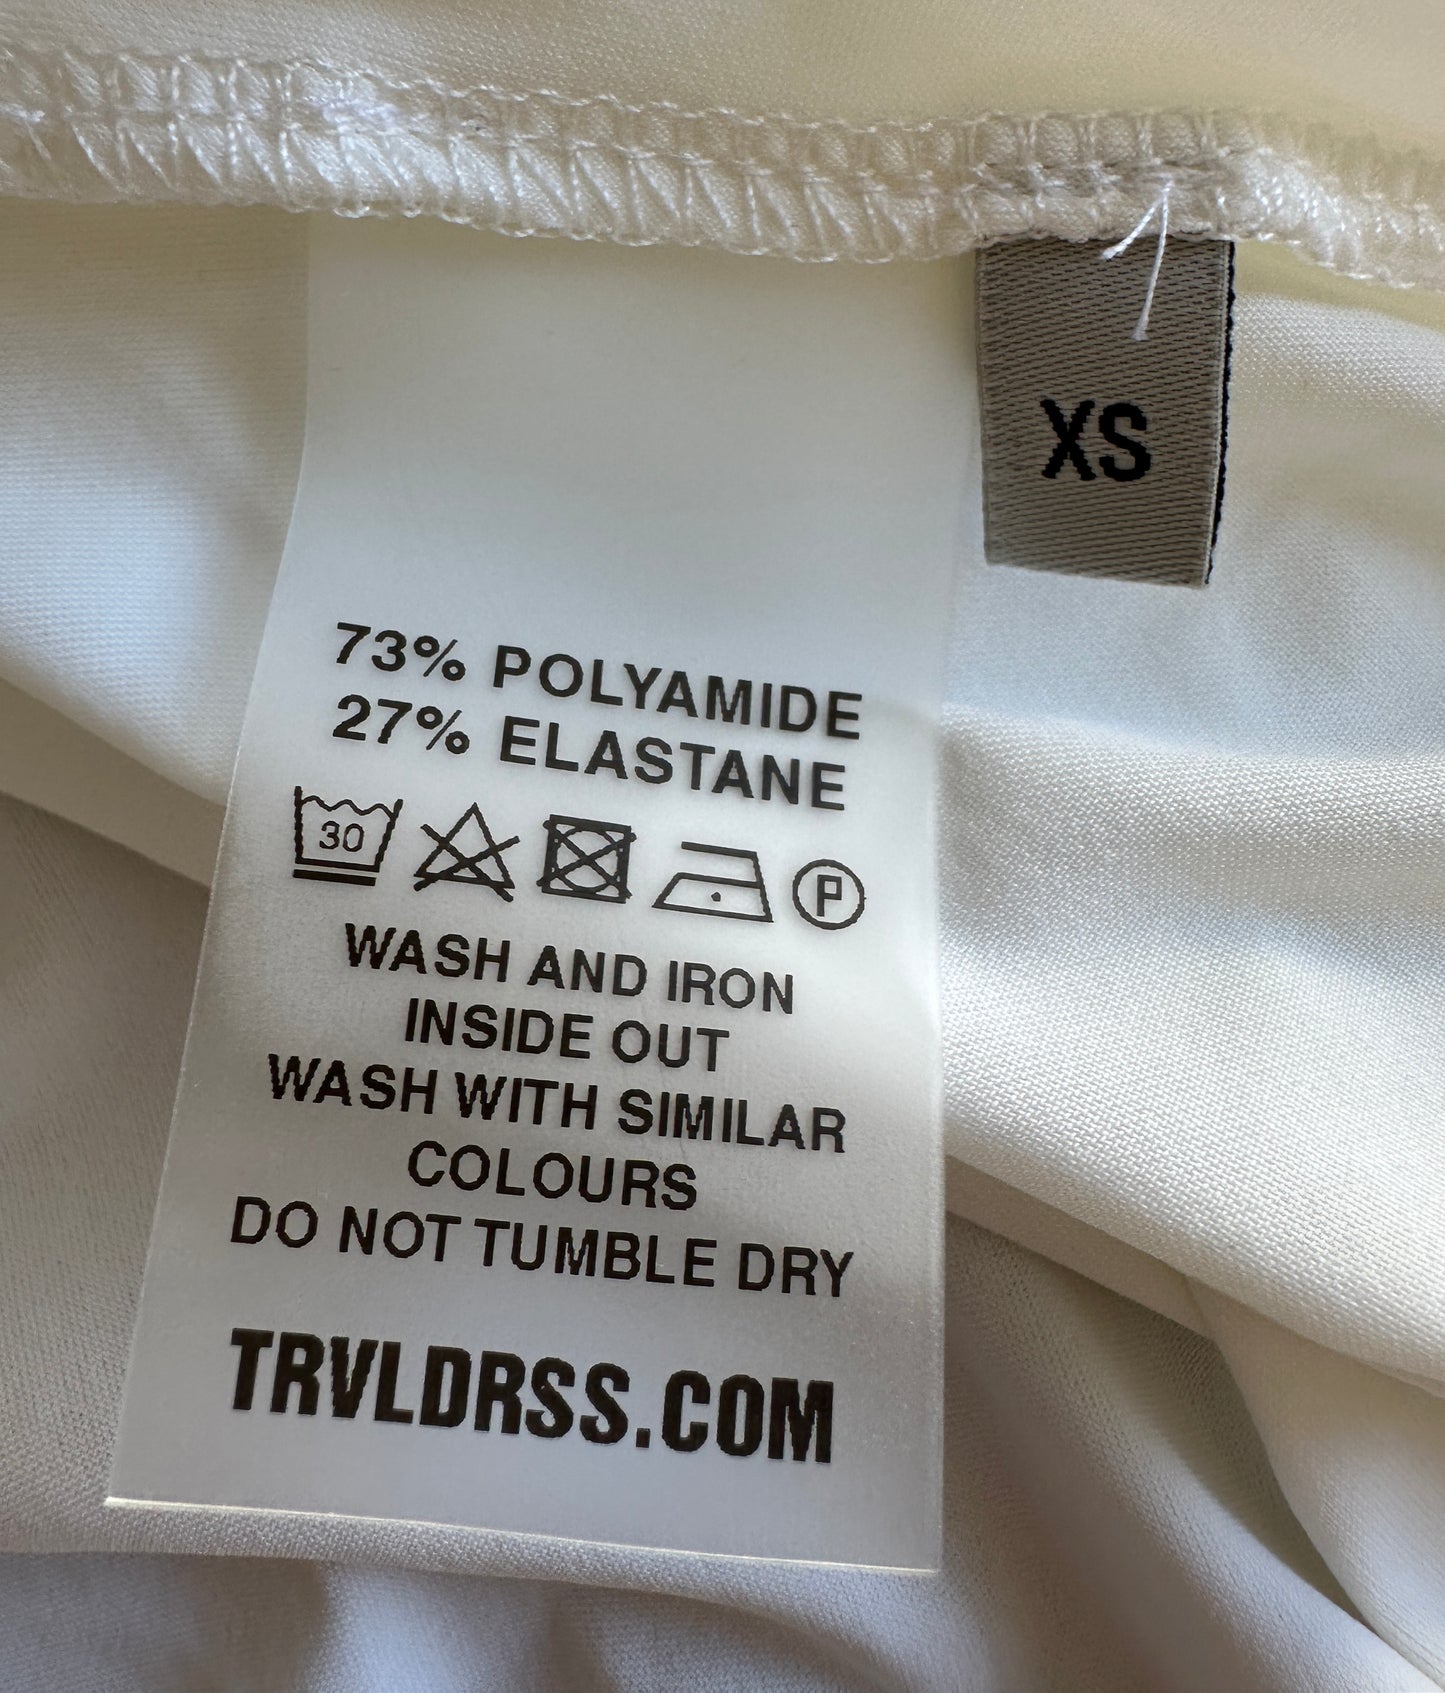 XS
73% POLYAMIDE
27% ELASTANE
30 P
WASH AND IRON
INSIDE OUT
WASH WITH SIMILAR
COLOURS
DO NOT TUMBLE DRY
TRVLDRSS.COM